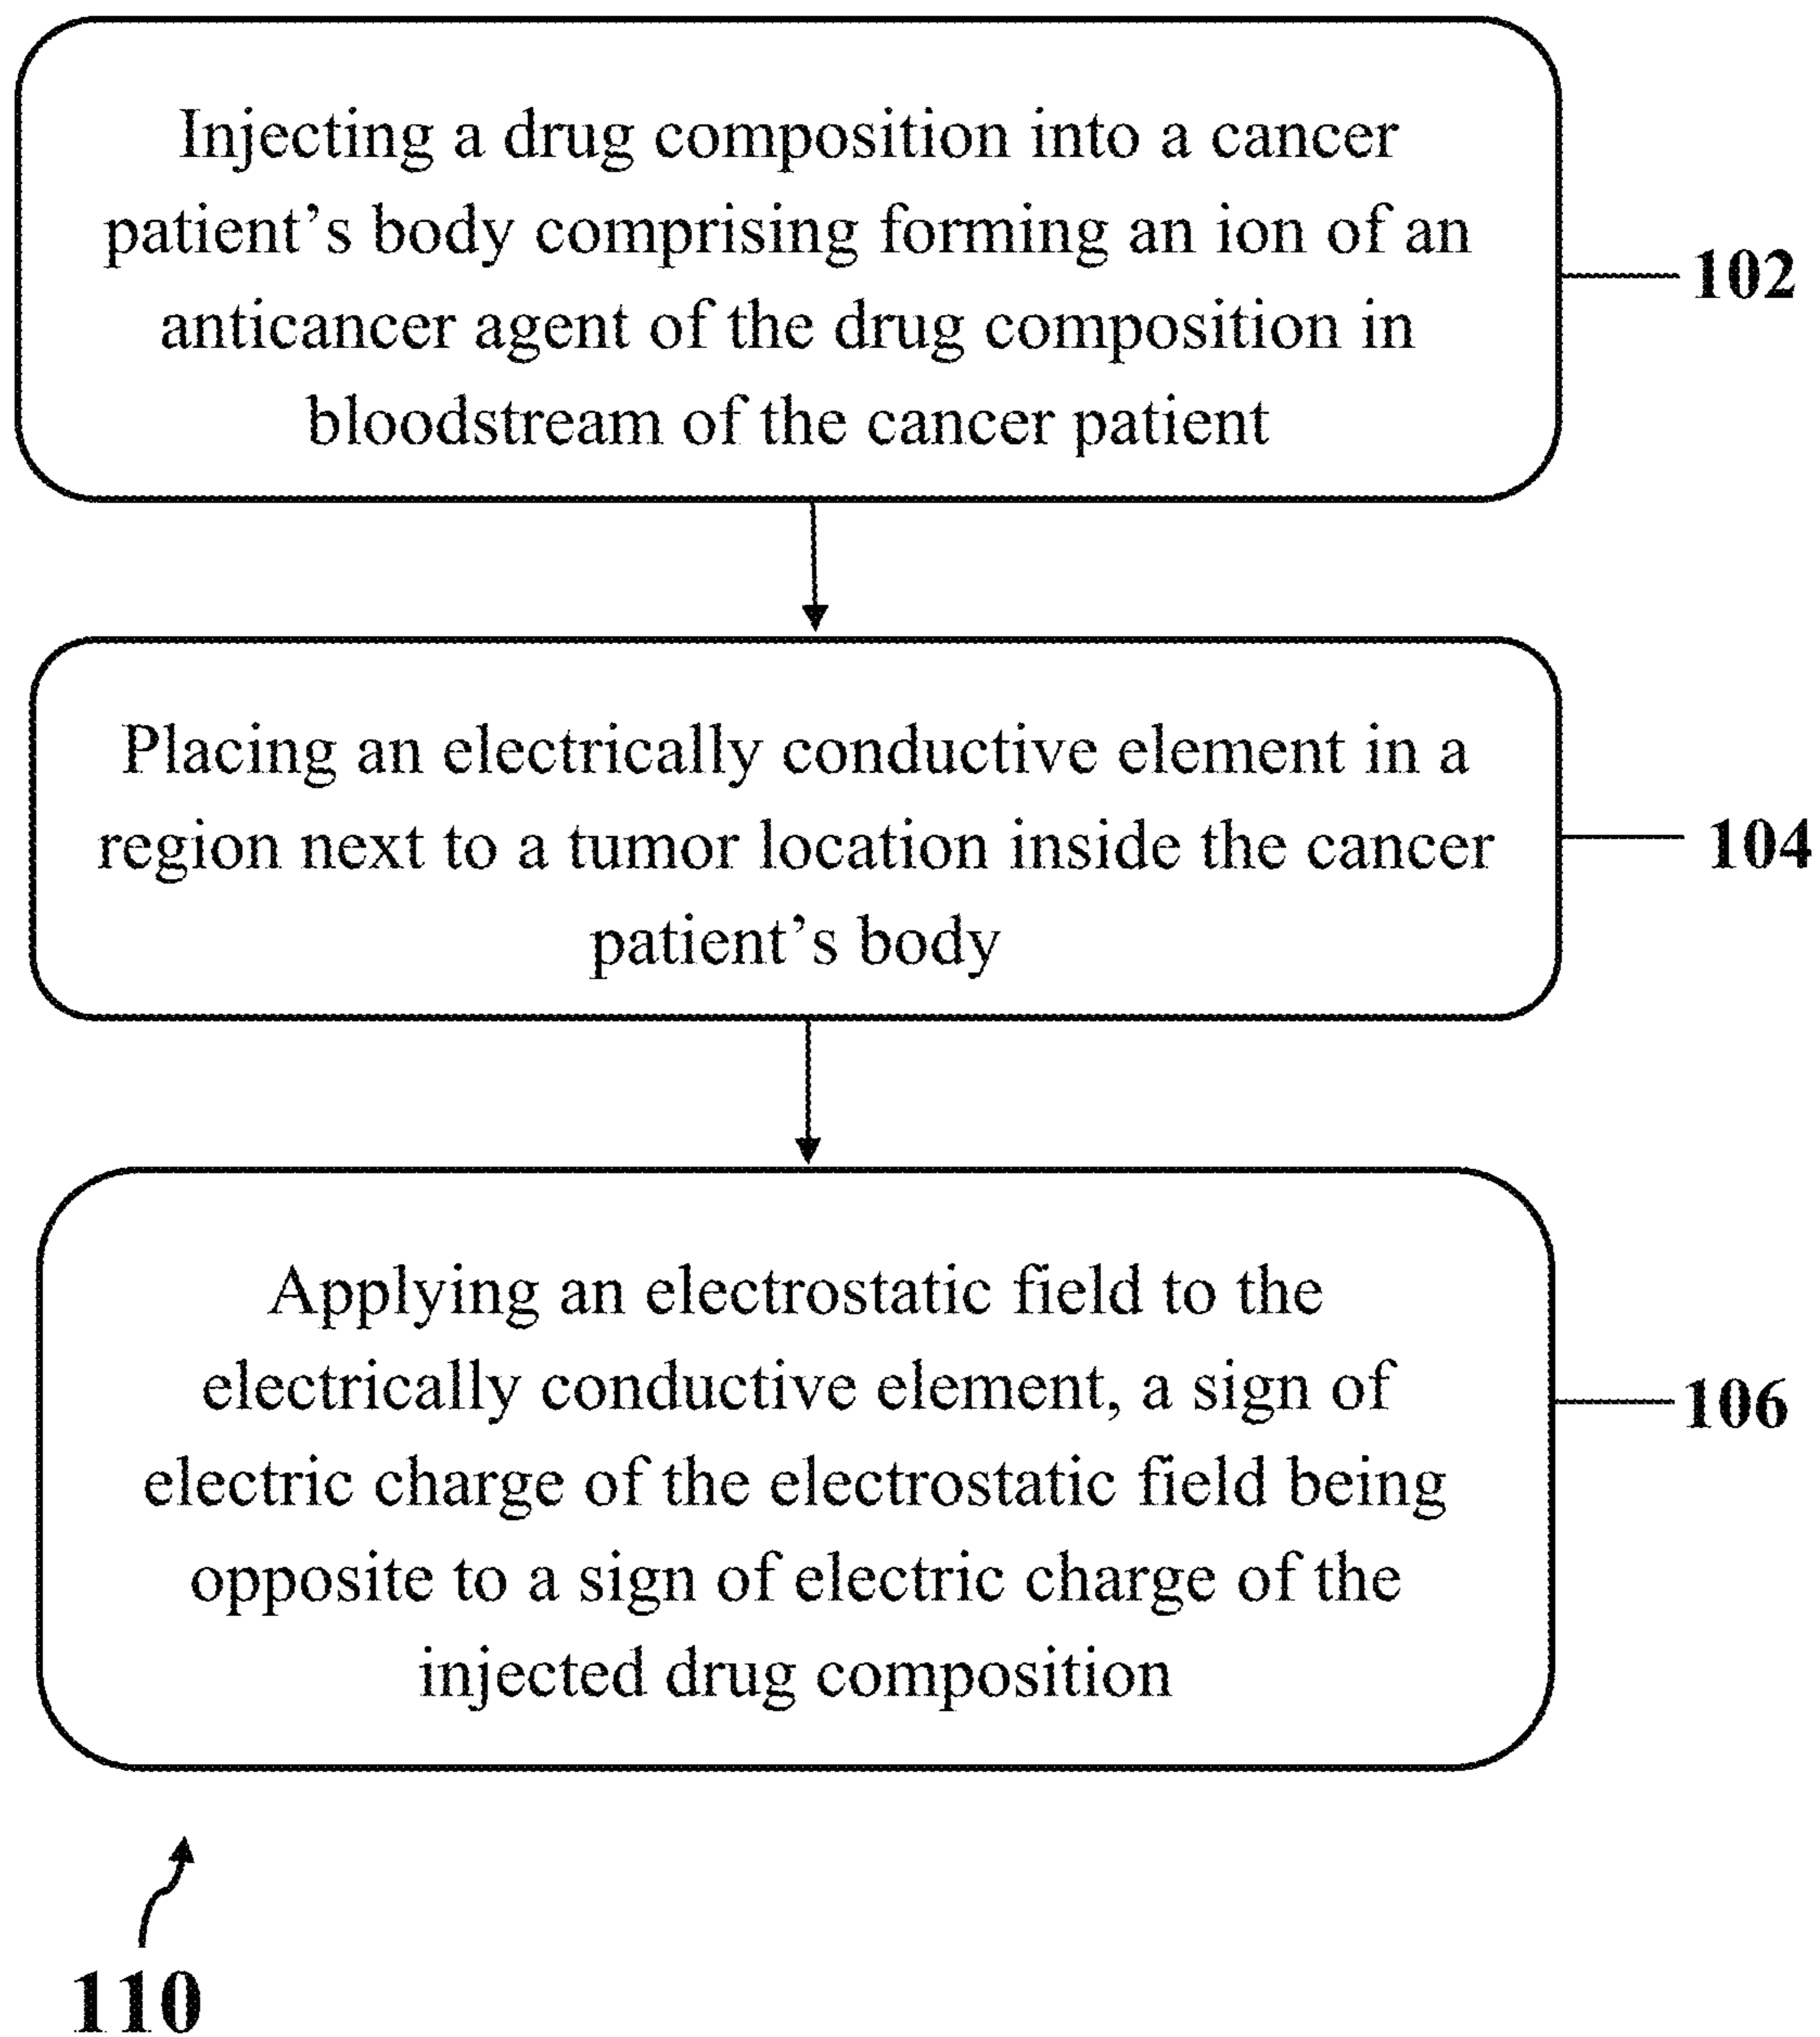 Injecting a drug composition into a cancer
patient’s body comprising forming an ion of an
anticancer agent of the drug composition in
bloodstream of the cancer patient
102
Placing an electrically conductive element in a
region next to a tumor location inside the cancer
patient’s body
104
Applying an electrostatic field to the
electrically conductive element, a sign of
electric charge of the electrostatic field being
opposite to a sign of electric charge of the
injected drug composition
106
110